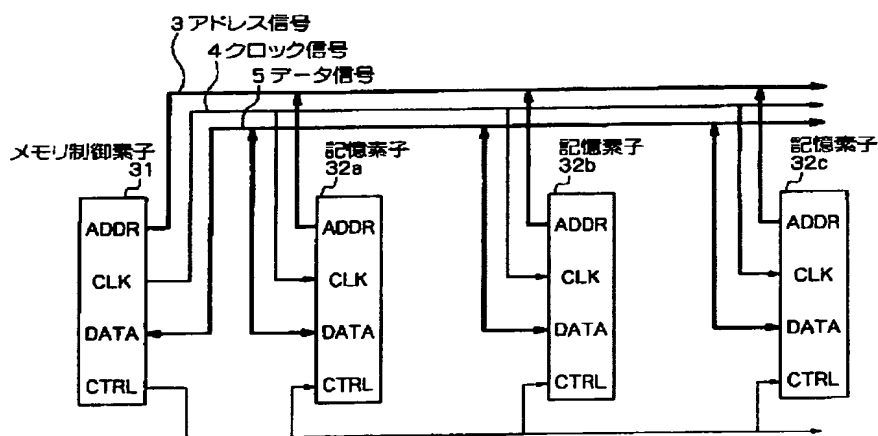 3 アドレス信号
4 クロック信号
5 データ信号
メモリ制御素子
31
記憶素子
32a
記憶素子
32b
記憶素子
32c
ADDR
CLK
DATA
CTRL
ADDR
CLK
DATA
CTRL
ADDR
CLK
DATA
CTRL
ADDR
CLK
DATA
CTRL